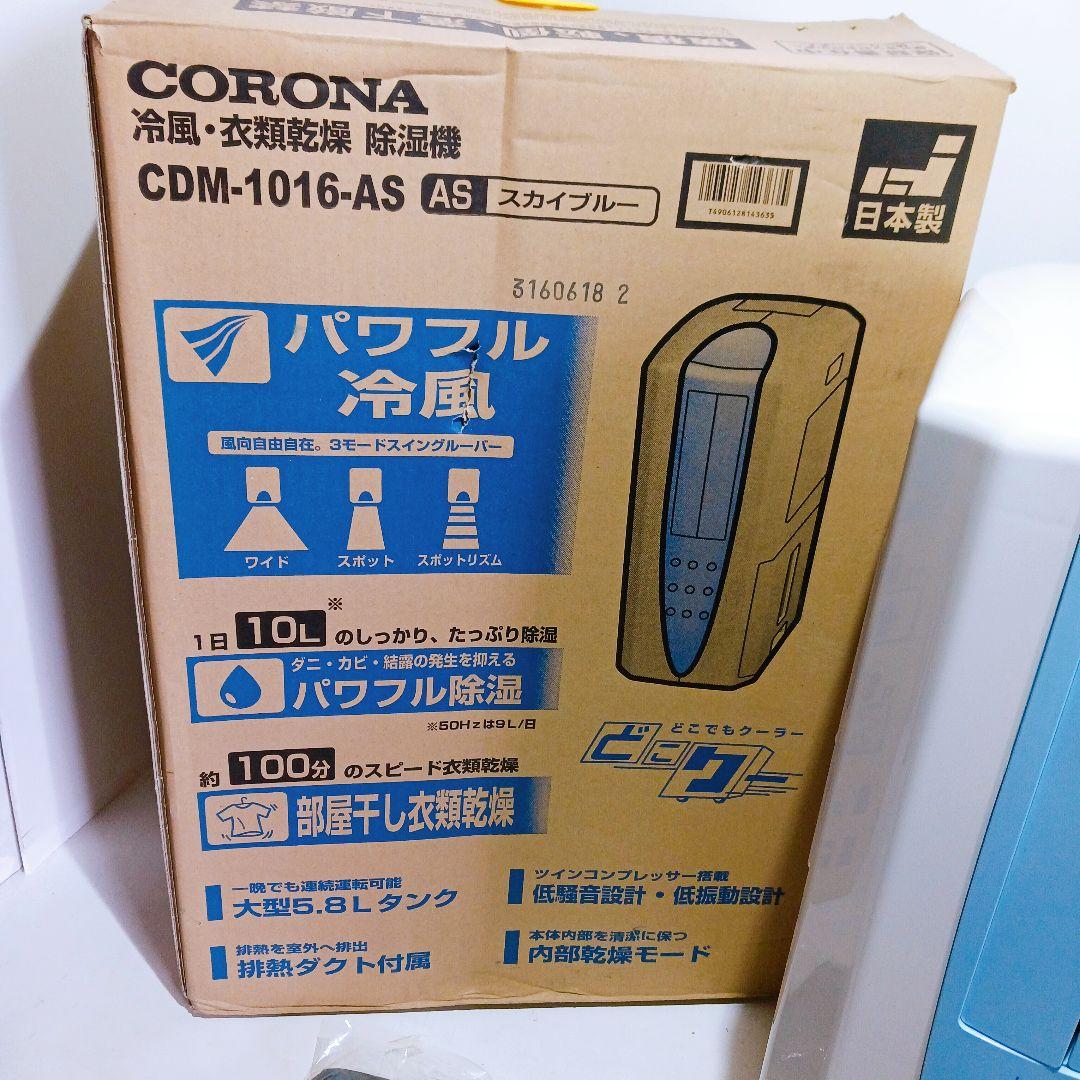 CORONA
冷風・衣類乾燥 除湿機
CDM-1016-AS AS スカイブルー
T4906128143635
日本製
3160618 2
パワフル
冷風
風向自由自在。3モードスイングルーバー
ワイド スポット スポットリズム
1日 10L※ のしっかり、たっぷり除湿
ダニ・カビ・結露の発生を抑える
パワフル除湿
※50Hzは9L/日
どこでもクーラー
どこクー
約 100分 のスピード衣類乾燥
部屋干し衣類乾燥
一晩でも連続運転可能
大型5.8Lタンク
ツインコンプレッサー搭載
低騒音設計・低振動設計
排熱を室外へ排出
排熱ダクト付属
本体内部を清潔に保つ
内部乾燥モード